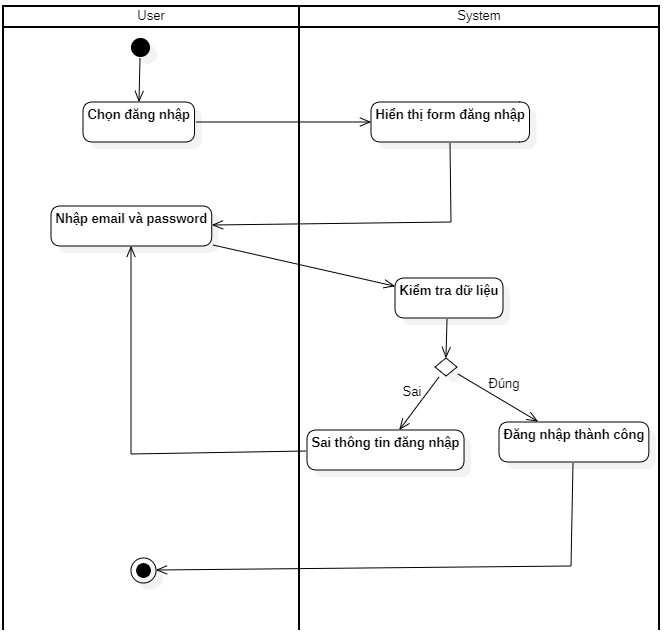 User
System
Chọn đăng nhập
Hiển thị form đăng nhập
Nhập email và password
Kiểm tra dữ liệu
Sai
Đúng
Sai thông tin đăng nhập
Đăng nhập thành công